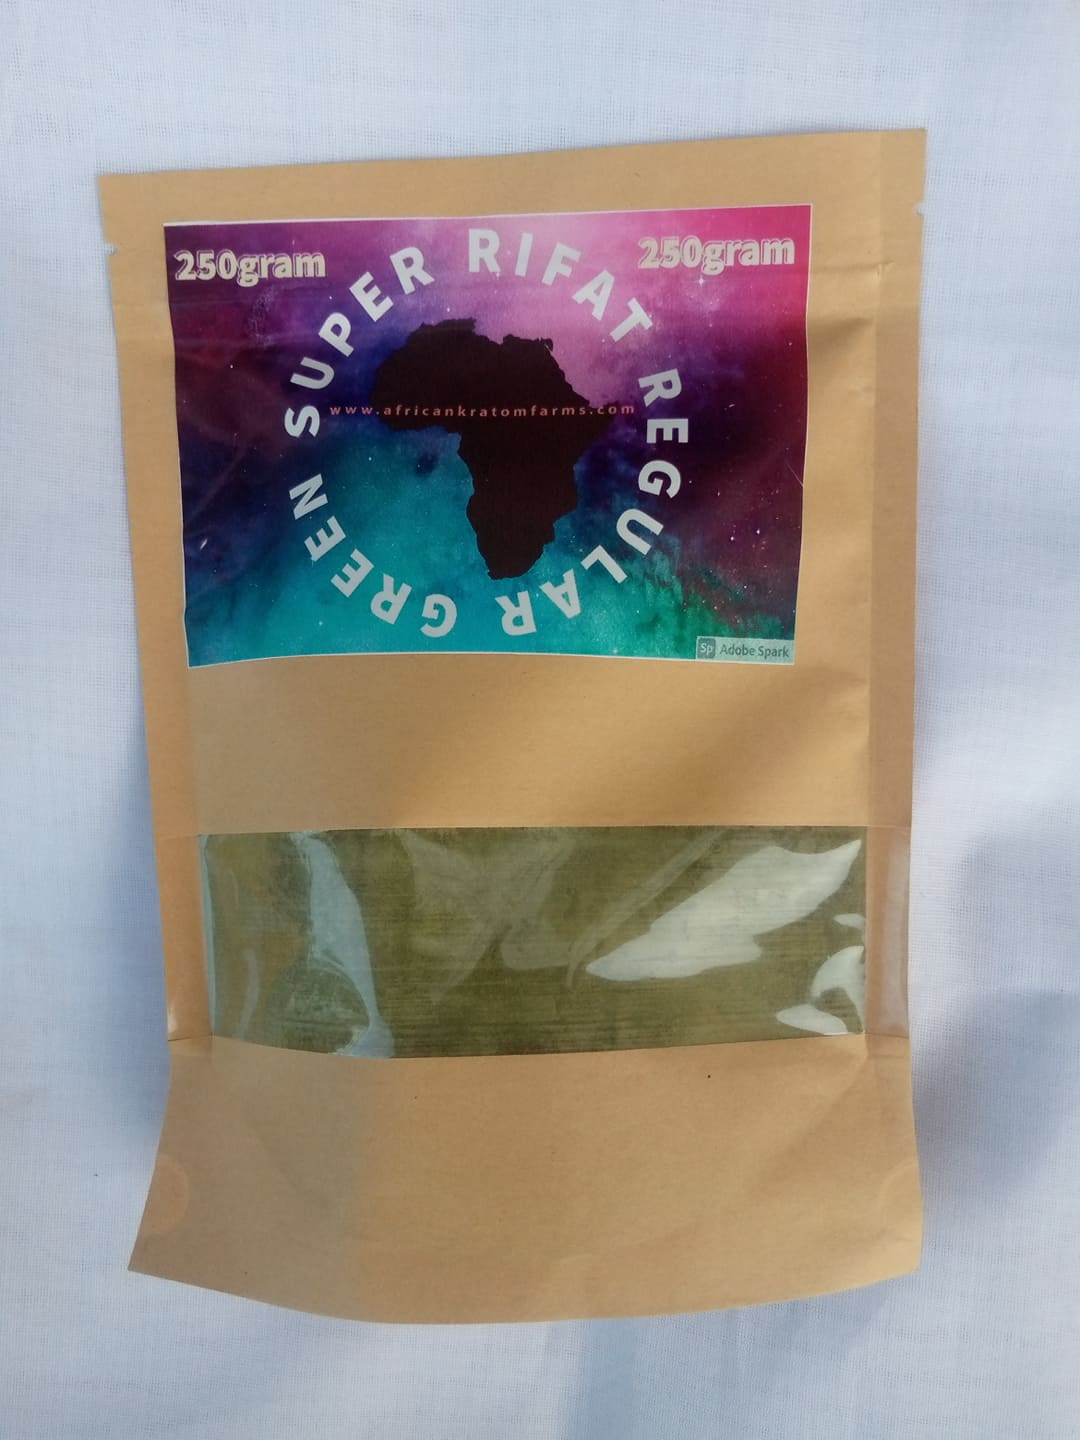 250gram
250gram
SUPER RIFAT REGULAR GREEN
www.africankratomfarms.com
Sp Adobe Spark